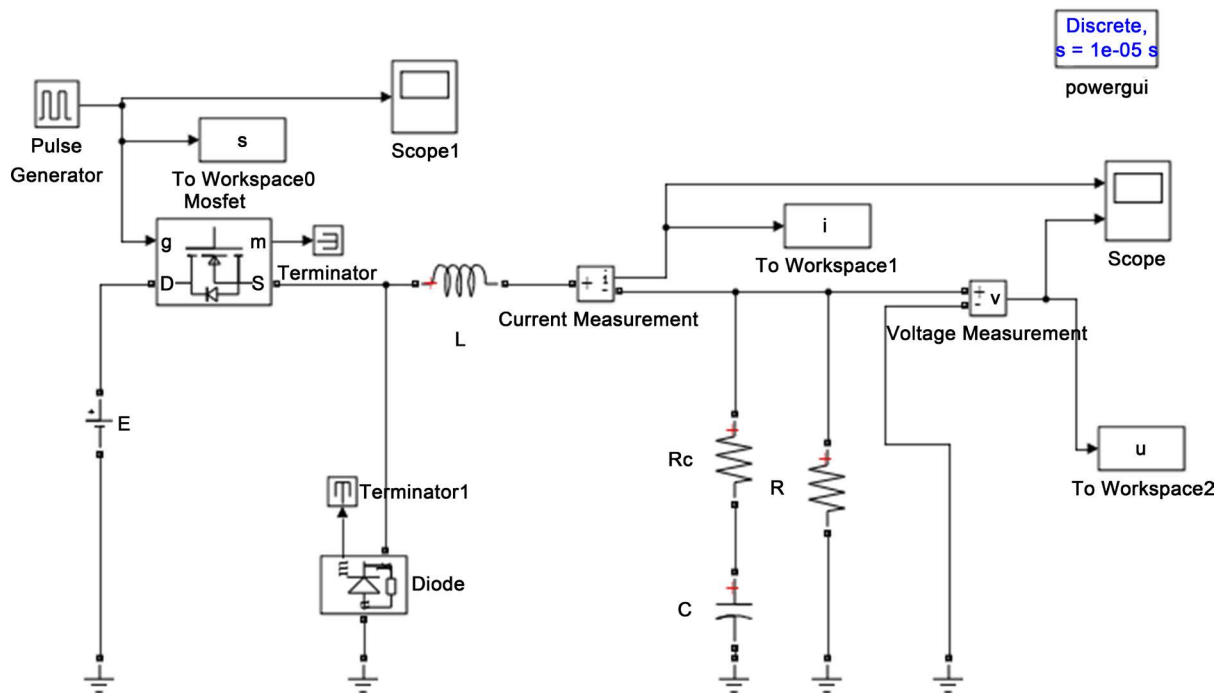 Discrete,
s = 1e-05 s
powergui
Pulse
Generator
Scope1
s
To Workspace0
Mosfet
g
m
D
S
Terminator
L
+
i
-
Current Measurement
i
To Workspace1
Scope
+
-
v
Voltage Measurement
E
+
Rc
R
C
u
To Workspace2
Terminator1
m
Diode